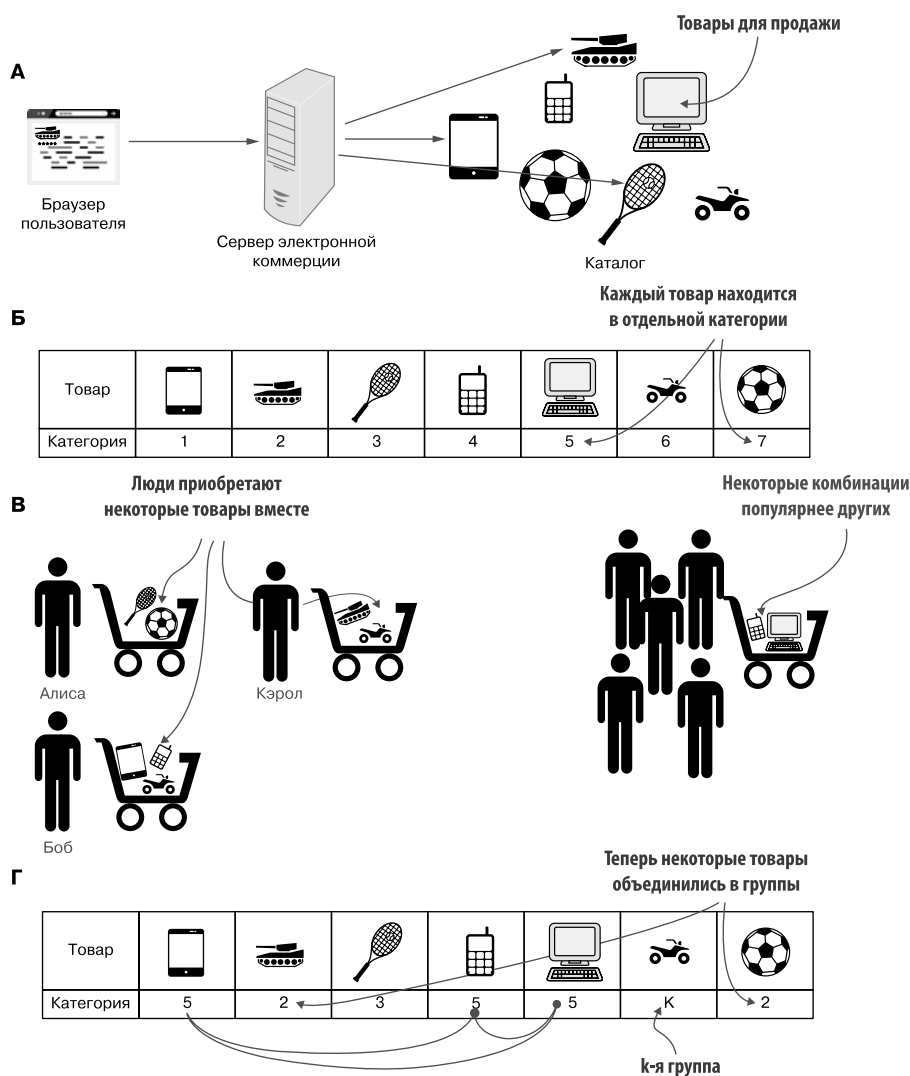 Товары для продажи
А
Браузер
пользователя
Сервер электронной
коммерции
Каталог
Каждый товар находится
в отдельной категории
Б
Товар
Категория 1 2 3 4 5 6 7
Люди приобретают
некоторые товары вместе
Некоторые комбинации
популярнее других
В
Алиса
Кэрол
Боб
Теперь некоторые товары
объединились в группы
Г
Товар
Категория 5 2 3 5 5 K 2
k-я группа